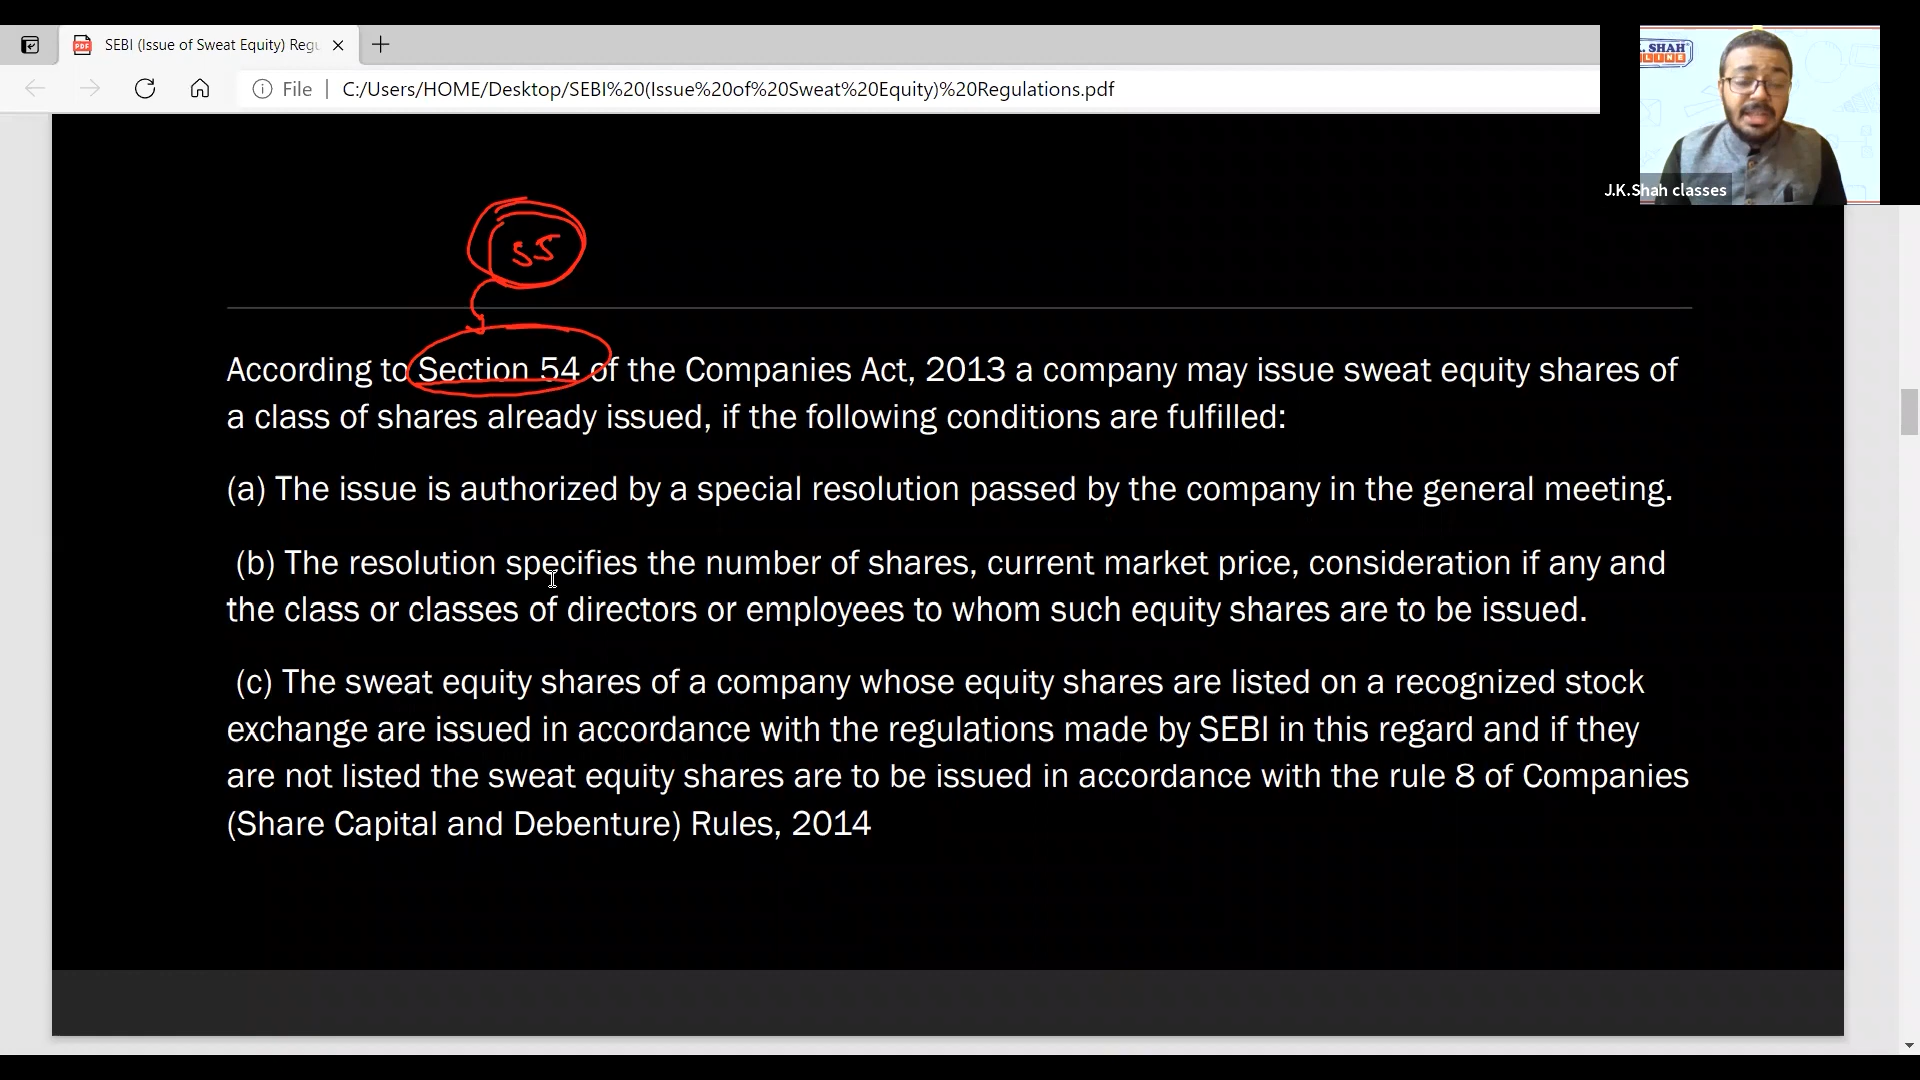 SEBI (Issue of Sweat Equity) Regu
File
C:/Users/HOME/Desktop/SEBI%20(Issue%20of%20Sweat%20Equity)%20Regulations.pdf
K. SHAH
J.K.Shah classes
According to Section 54 of the Companies Act, 2013 a company may issue sweat equity shares of
a class of shares already issued, if the following conditions are fulfilled:
(a) The issue is authorized by a special resolution passed by the company in the general meeting.
(b) The resolution specifies the number of shares, current market price, consideration if any and
the class or classes of directors or employees to whom such equity shares are to be issued.
(c) The sweat equity shares of a company whose equity shares are listed on a recognized stock
exchange are issued in accordance with the regulations made by SEBI in this regard and if they
are not listed the sweat equity shares are to be issued in accordance with the rule 8 of Companies
(Share Capital and Debenture) Rules, 2014